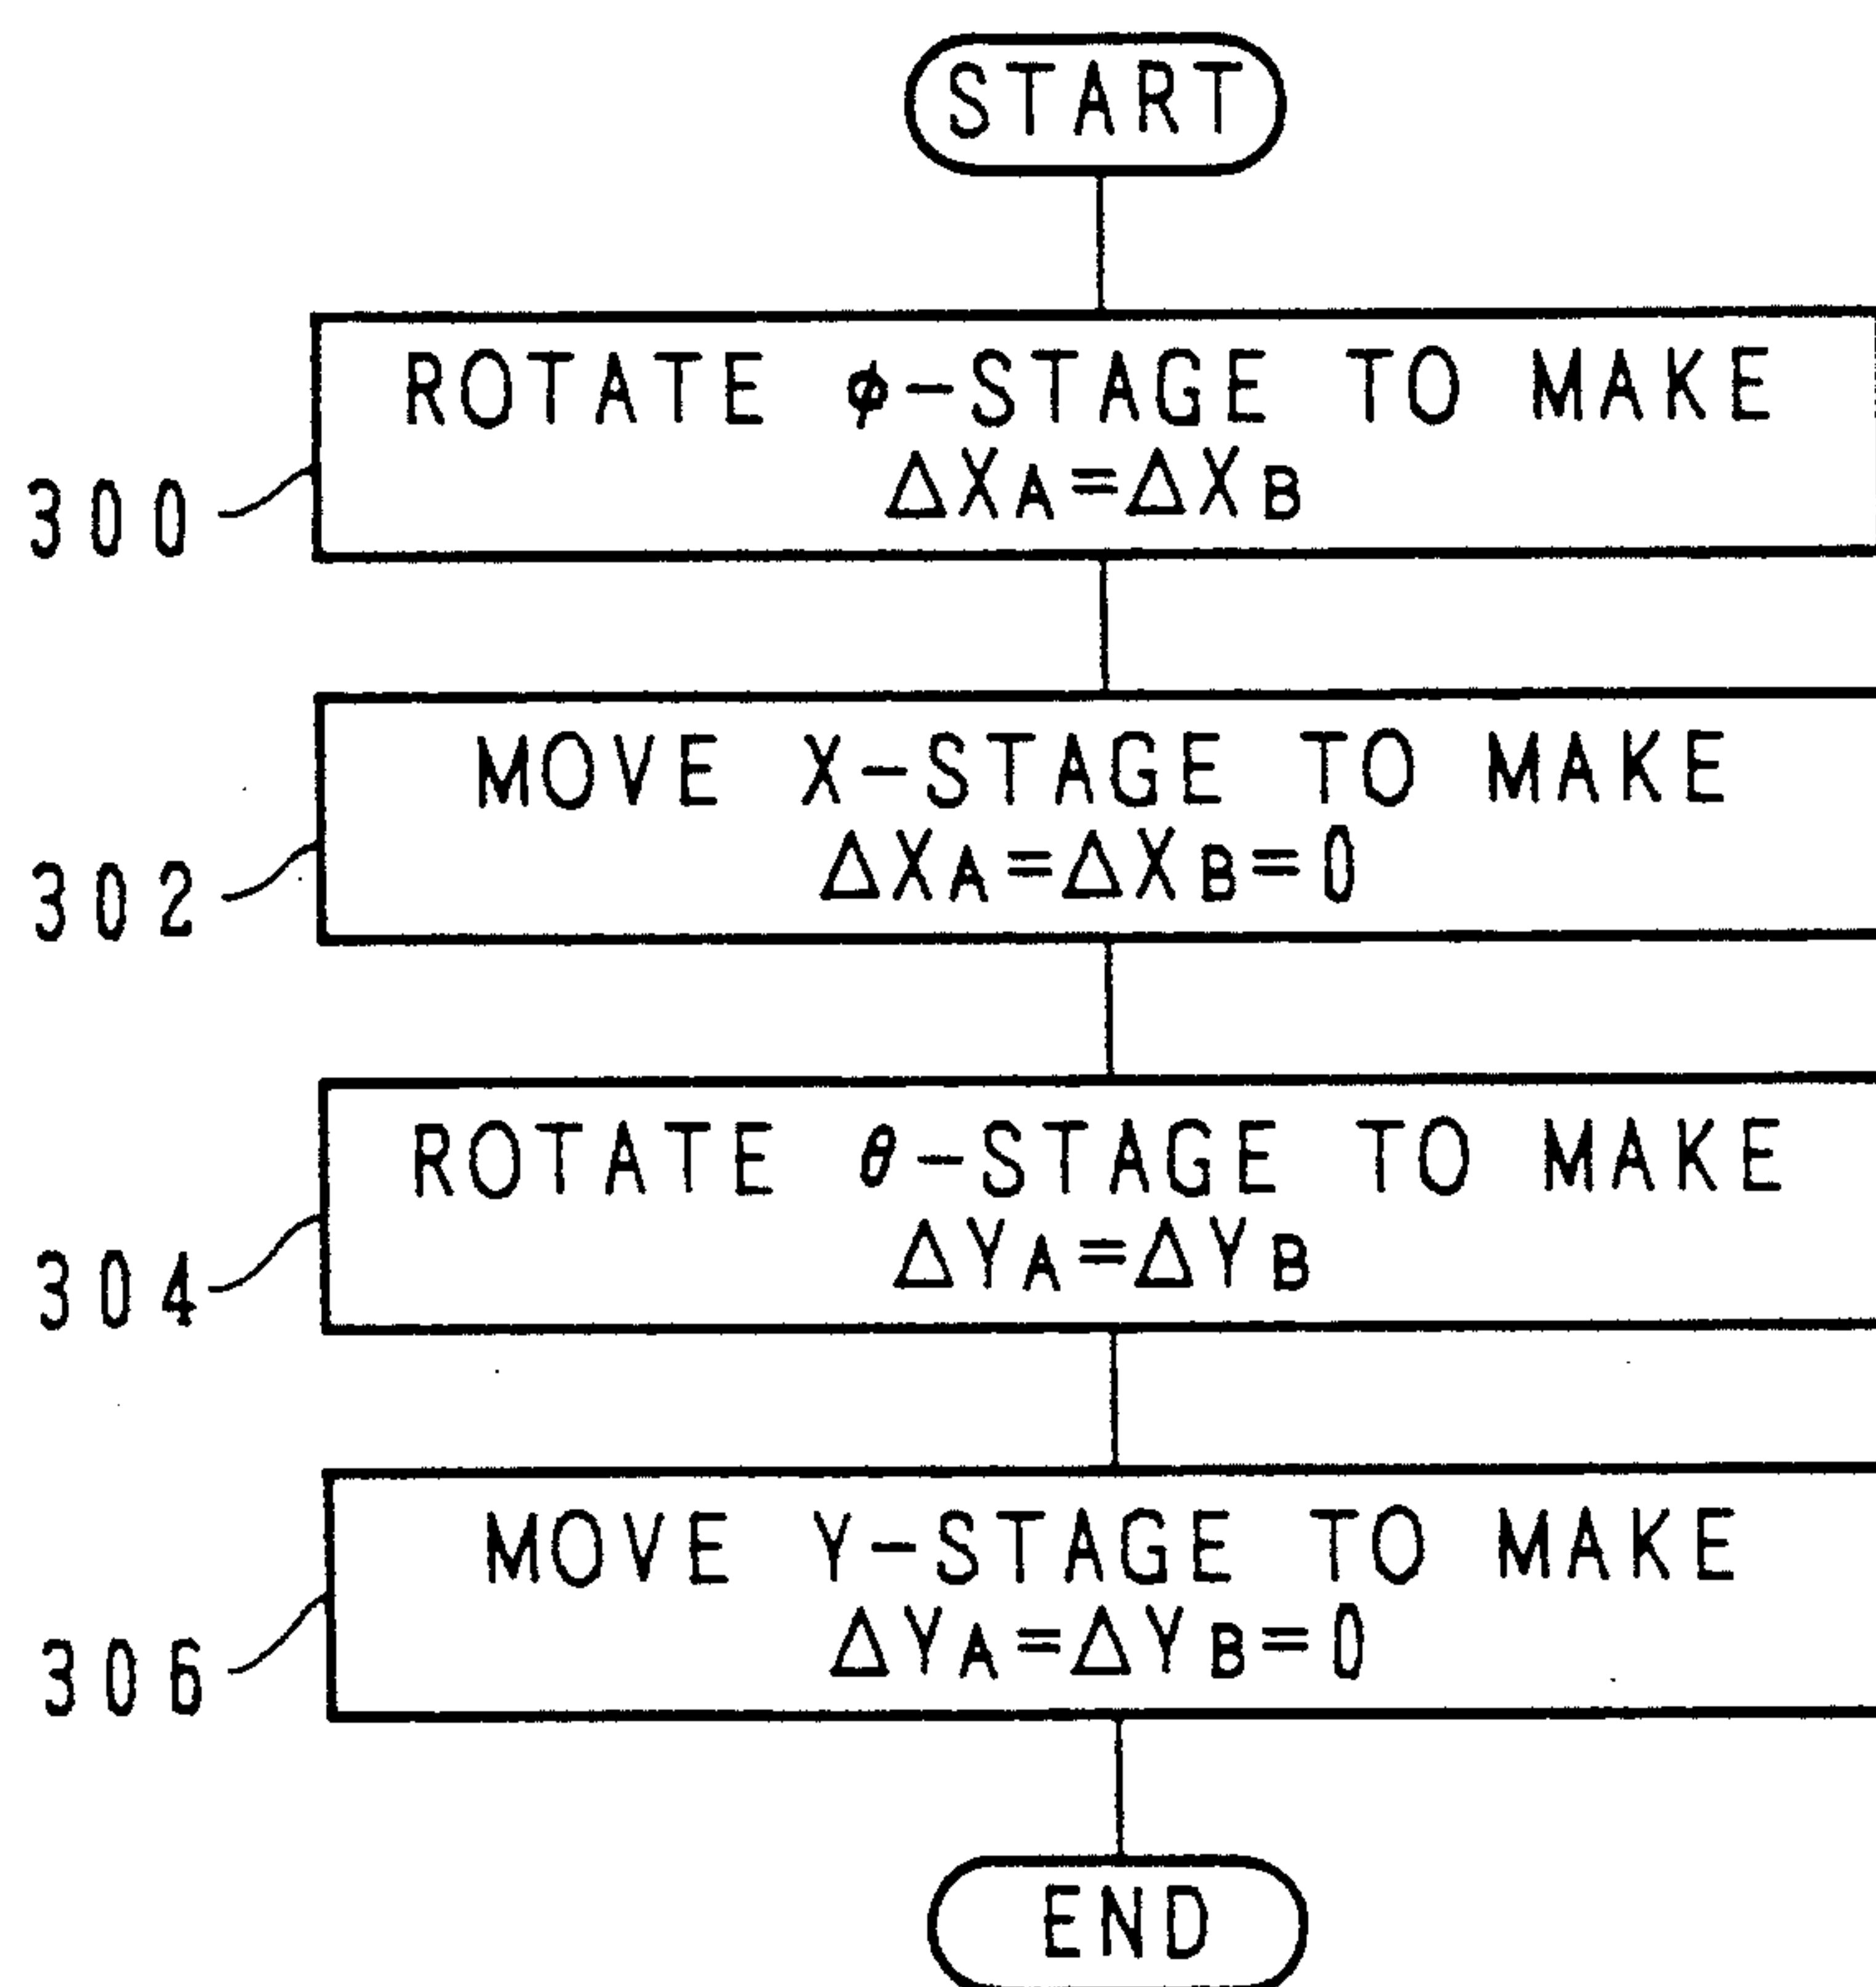 START
ROTATE φ-STAGE TO MAKE
ΔXA=ΔXB
300
MOVE X-STAGE TO MAKE
ΔXA=ΔXB=0
302
ROTATE θ-STAGE TO MAKE
ΔYA=ΔYB
304
MOVE Y-STAGE TO MAKE
ΔYA=ΔYB=0
306
END